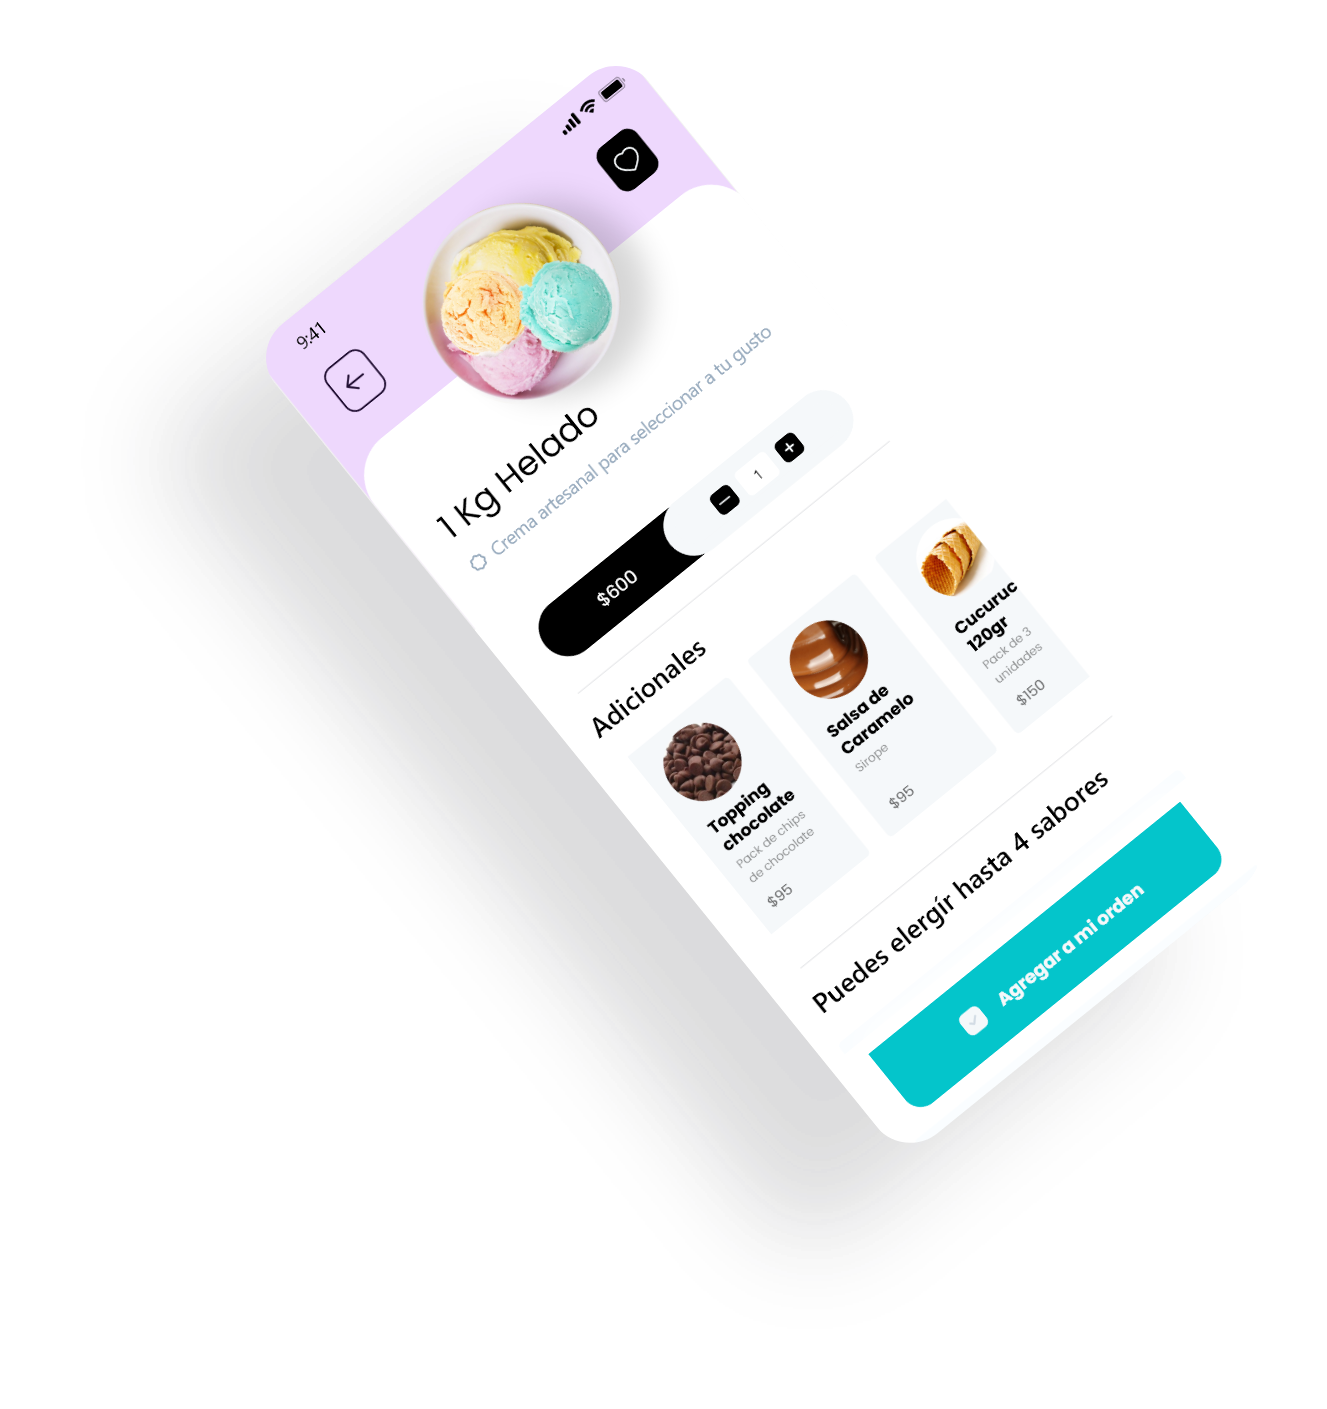 9:41
1 Kg Helado
Crema artesanal para seleccionar a tu gusto
$600
1
Adicionales
Topping
chocolate
Pack de chips
de chocolate
$95
Salsa de
Caramelo
Sirope
$95
Cucuruc
120gr
Pack de 3
unidades
$150
Puedes elergír hasta 4 sabores
Agregar a mi orden